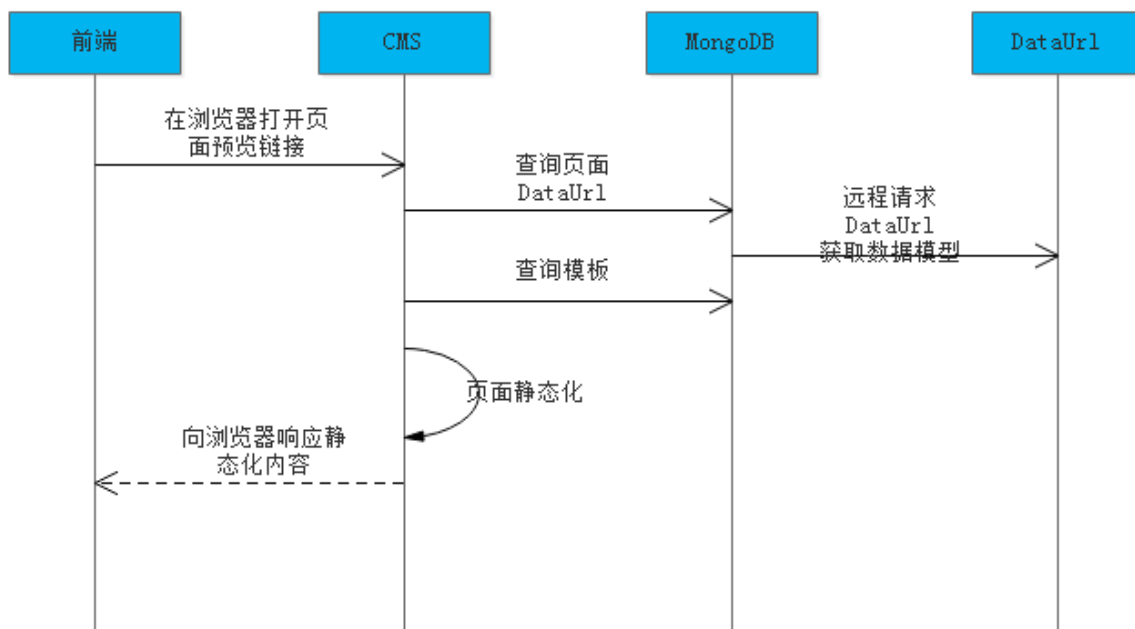 前端
CMS
MongoDB
DataUrl
在浏览器打开页
面预览链接
查询页面
DataUrl
远程请求
DataUrl
获取数据模型
查询模板
页面静态化
向浏览器响应静
态化内容